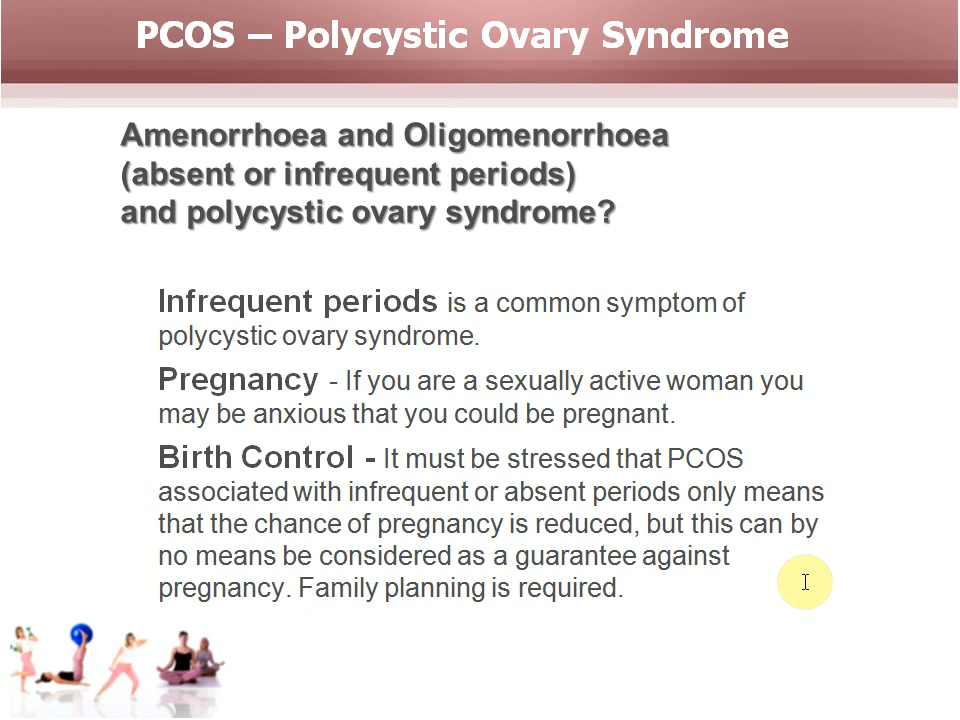 PCOS – Polycystic Ovary Syndrome
Amenorrhoea and Oligomenorrhoea
(absent or infrequent periods)
and polycystic ovary syndrome?
Infrequent periods is a common symptom of
polycystic ovary syndrome.
Pregnancy - If you are a sexually active woman you
may be anxious that you could be pregnant.
Birth Control - It must be stressed that PCOS
associated with infrequent or absent periods only means
that the chance of pregnancy is reduced, but this can by
no means be considered as a guarantee against
pregnancy. Family planning is required.